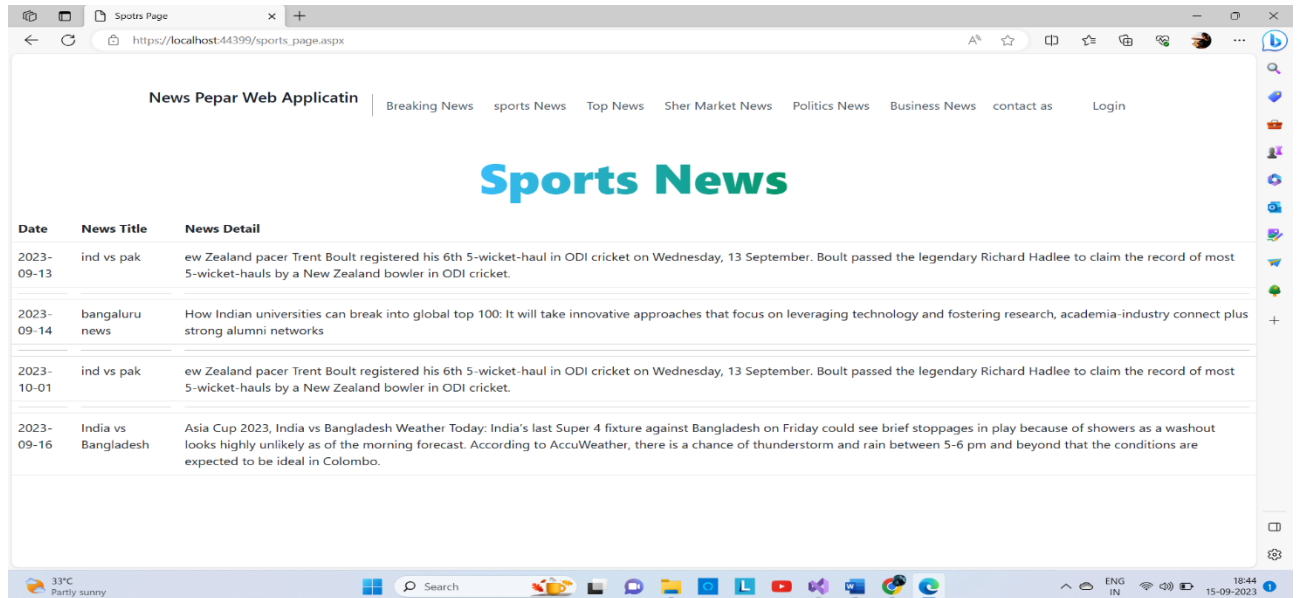 Spotrs Page
https://localhost:44399/sports_page.aspx
News Pepar Web Applicatin
Breaking News sports News Top News Sher Market News Politics News Business News contact as Login
Sports News
Date News Title News Detail
2023-
09-13
ind vs pak
ew Zealand pacer Trent Boult registered his 6th 5-wicket-haul in ODI cricket on Wednesday, 13 September. Boult passed the legendary Richard Hadlee to claim the record of most
5-wicket-hauls by a New Zealand bowler in ODI cricket.
2023-
09-14
bangaluru
news
How Indian universities can break into global top 100: It will take innovative approaches that focus on leveraging technology and fostering research, academia-industry connect plus
strong alumni networks
2023-
10-01
ind vs pak
ew Zealand pacer Trent Boult registered his 6th 5-wicket-haul in ODI cricket on Wednesday, 13 September. Boult passed the legendary Richard Hadlee to claim the record of most
5-wicket-hauls by a New Zealand bowler in ODI cricket.
2023-
09-16
India vs
Bangladesh
Asia Cup 2023, India vs Bangladesh Weather Today: India's last Super 4 fixture against Bangladesh on Friday could see brief stoppages in play because of showers as a washout
looks highly unlikely as of the morning forecast. According to AccuWeather, there is a chance of thunderstorm and rain between 5-6 pm and beyond that the conditions are
expected to be ideal in Colombo.
33°C
Partly sunny
Search
ENG
IN
18:44
15-09-2023
1